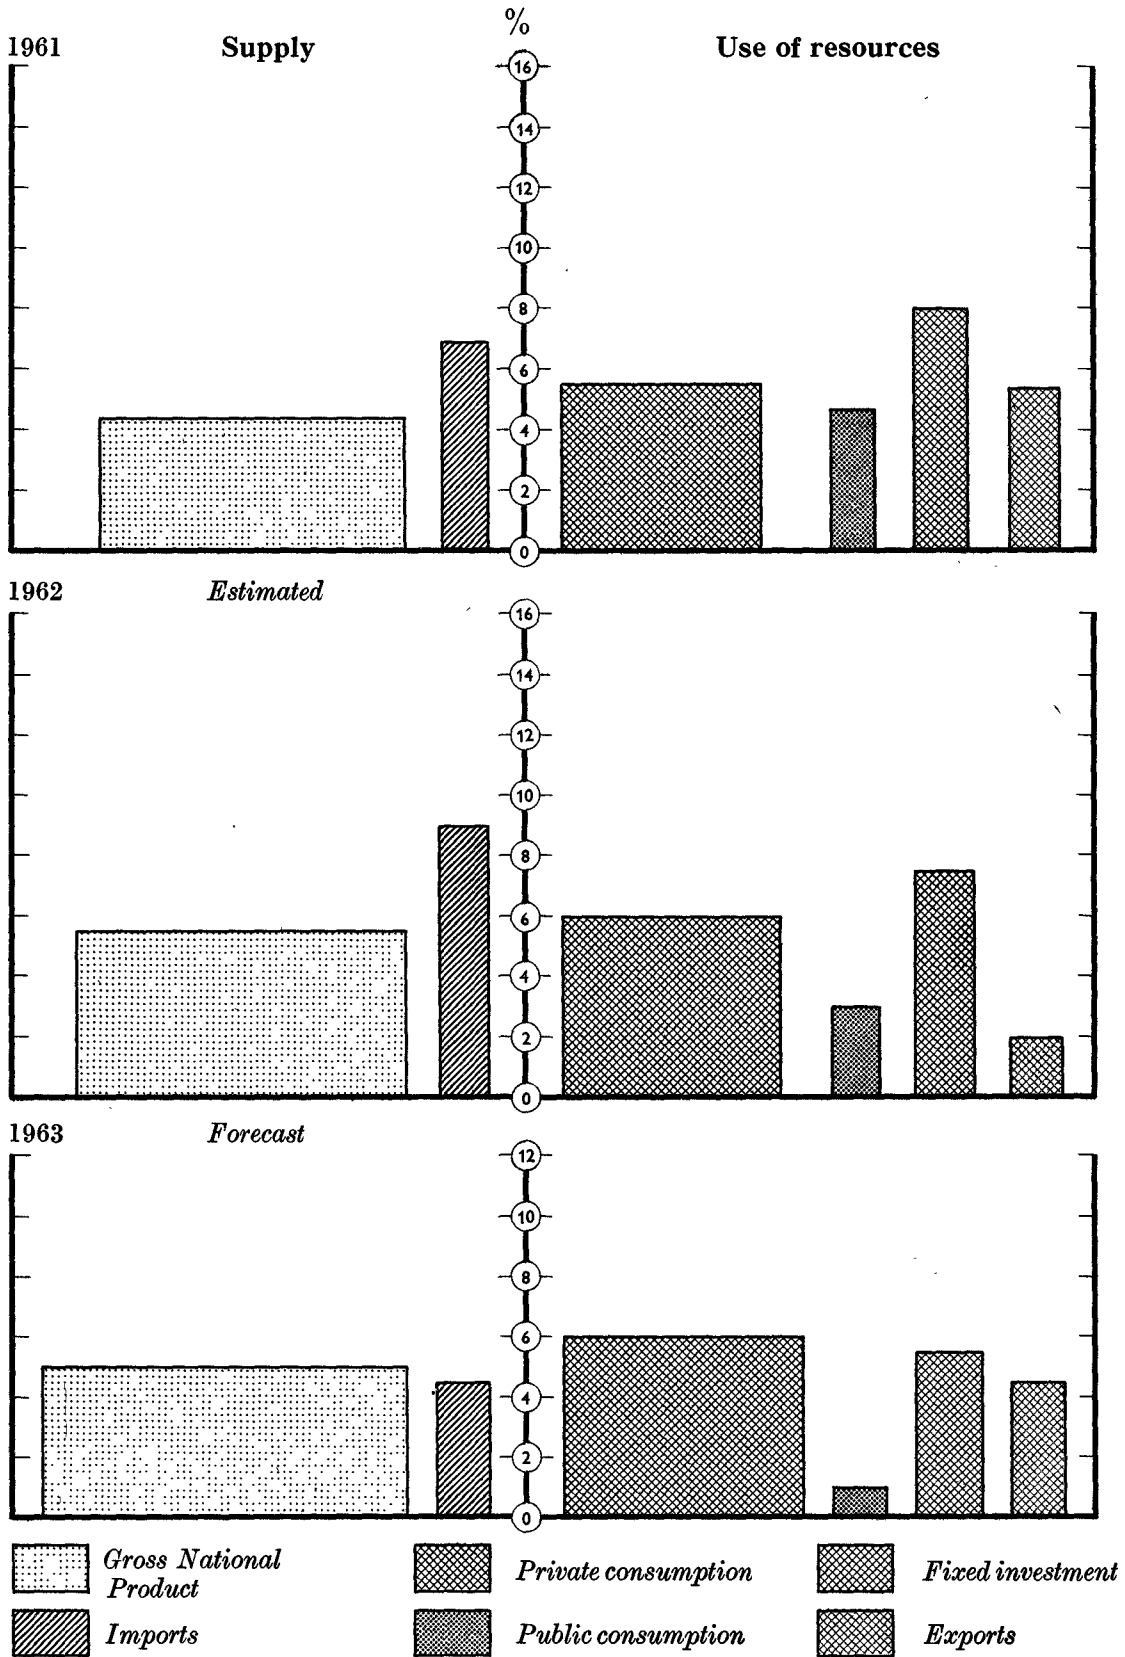 %
1961 Supply Use of resources
16
14
12
10
8
6
4
2
0
1962 Estimated
16
14
12
10
8
6
4
2
0
1963 Forecast
12
10
8
6
4
2
0
Gross National
Product
Private consumption
Fixed investment
Imports
Public consumption
Exports